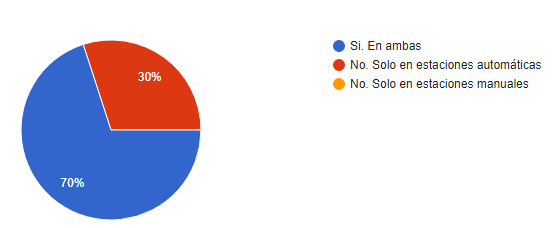 Si. En ambas
No. Solo en estaciones automáticas
No. Solo en estaciones manuales
30%
70%